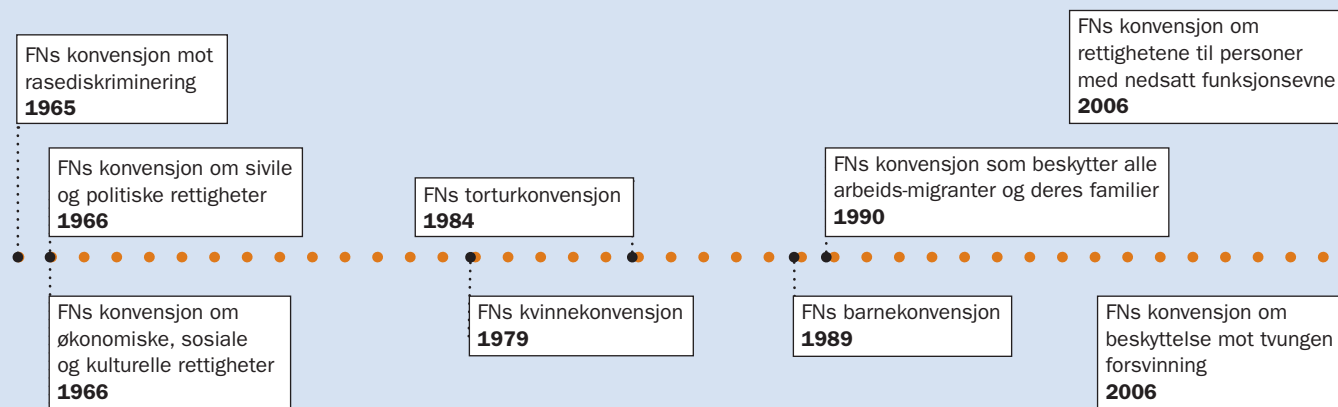 FNs konvensjon mot
rasediskriminering
1965
FNs konvensjon om sivile
og politiske rettigheter
1966
FNs konvensjon om
økonomiske, sosiale
og kulturelle rettigheter
1966
FNs kvinnekonvensjon
1979
FNs torturkonvensjon
1984
FNs barnekonvensjon
1989
FNs konvensjon som beskytter alle
arbeids-migranter og deres familier
1990
FNs konvensjon om
rettighetene til personer
med nedsatt funksjonsevne
2006
FNs konvensjon om
beskyttelse mot tvungen
forsvinning
2006